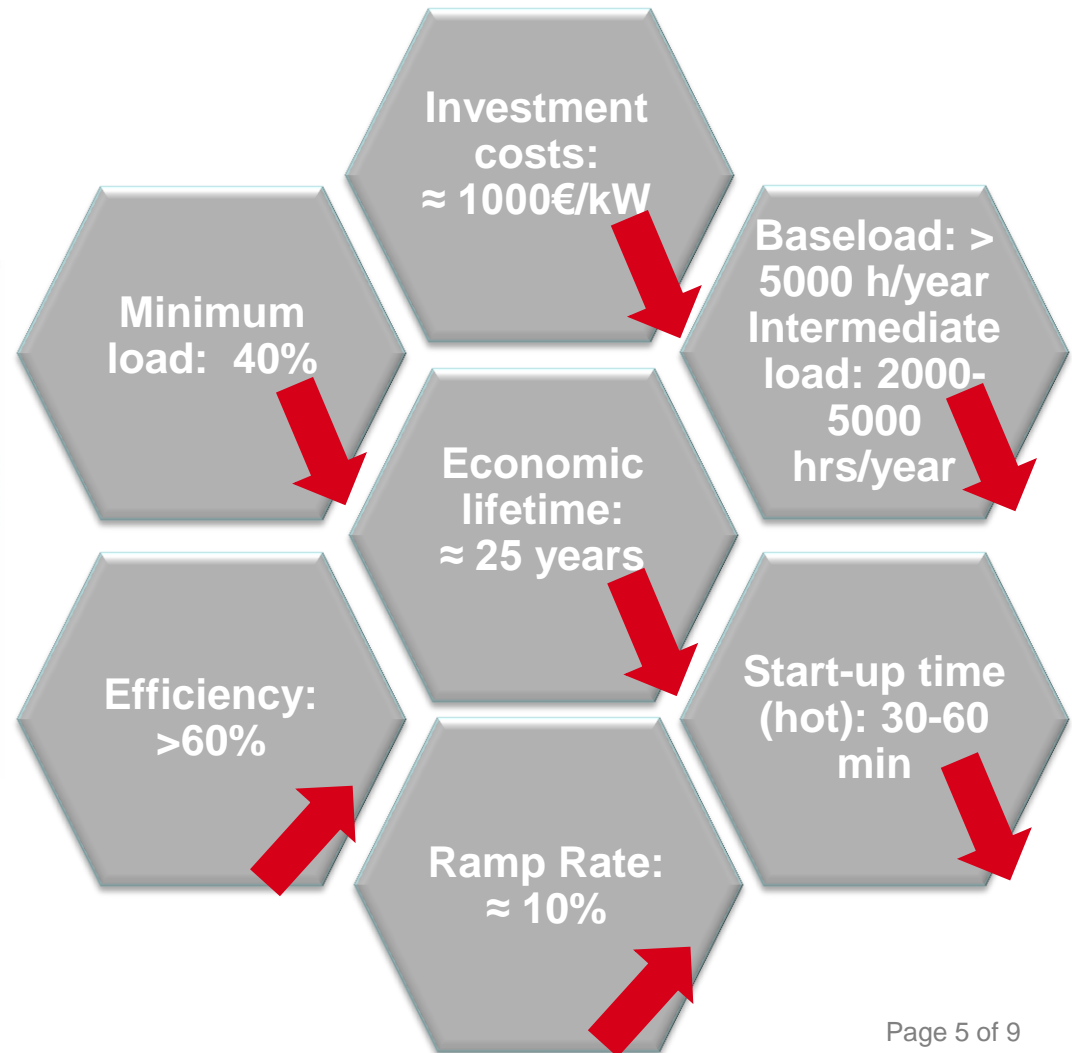 Investment
costs:
≈ 1000€/kW
Minimum
load:  40%
Baseload: >
5000 h/year
Intermediate
load: 2000-
5000
hrs/year
Economic
lifetime:
≈ 25 years
Efficiency:
>60%
Start-up time
(hot): 30-60
min
Ramp Rate:
≈ 10%
Page 5 of 9